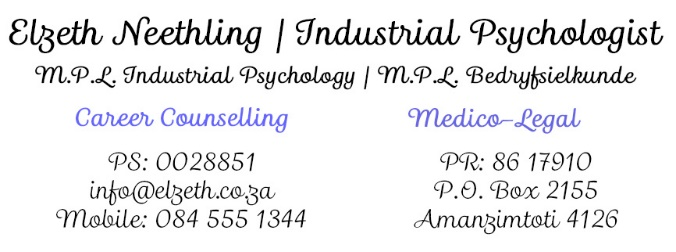 Elzeth Neethling | Industrial Psychologist
M.P.L. Industrial Psychology | M.P.L. Bedryfsielkunde
Career Counselling
PS: 0028851
info@elzeth.co.za
Mobile: 084 555 1344
Medico-Legal
PR: 86 17910
P.O. Box 2155
Amanzimtoti 4126